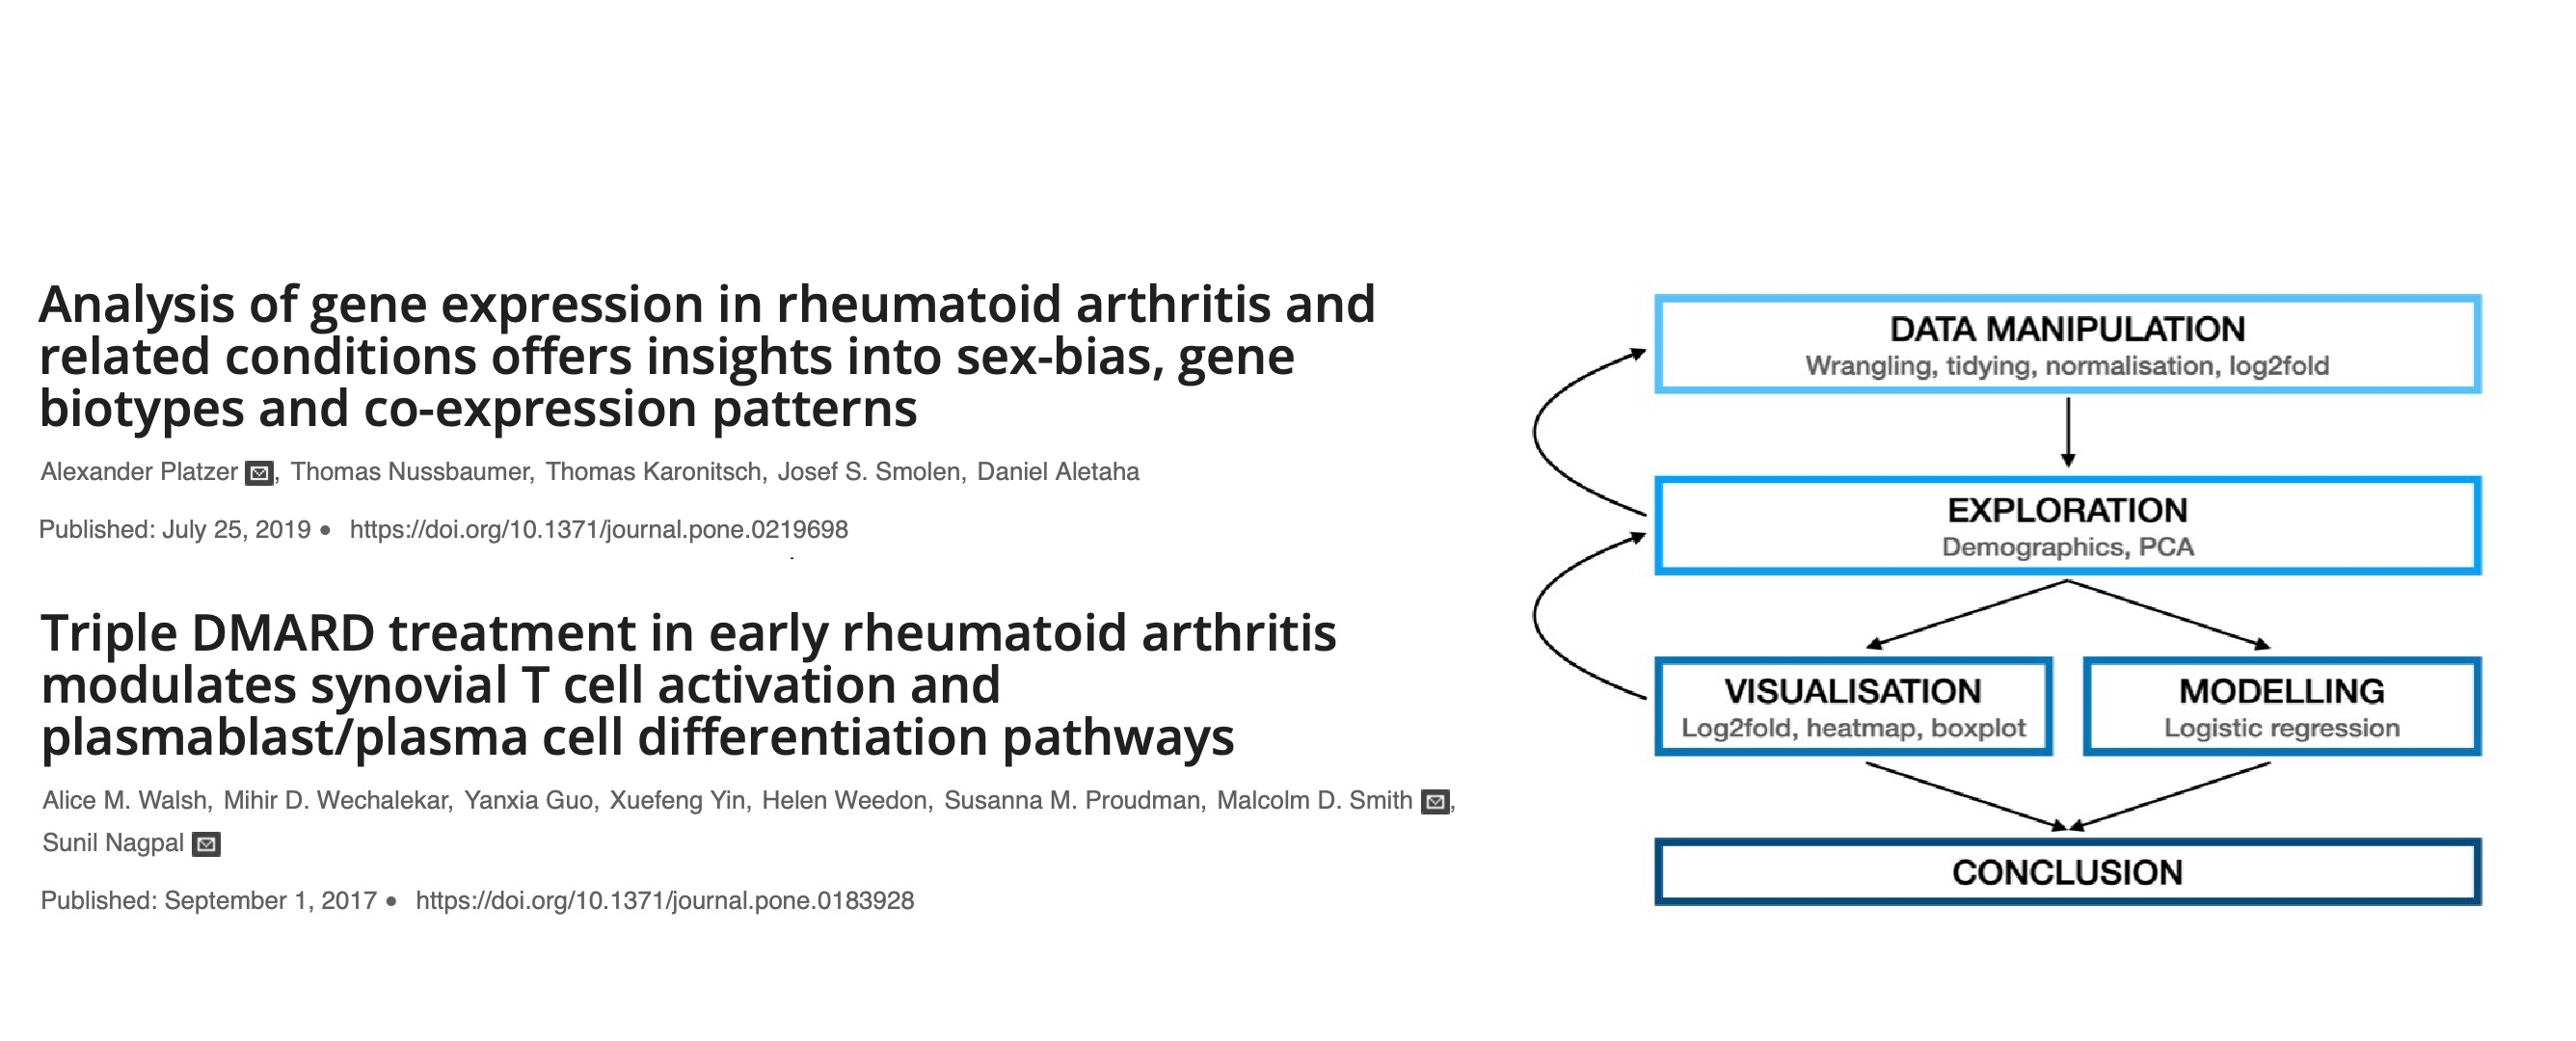 Analysis of gene expression in rheumatoid arthritis and
related conditions offers insights into sex-bias, gene
biotypes and co-expression patterns
Alexander Platzer, Thomas Nussbaumer, Thomas Karonitsch, Josef S. Smolen, Daniel Aletaha
Published: July 25, 2019 • https://doi.org/10.1371/journal.pone.0219698
Triple DMARD treatment in early rheumatoid arthritis
modulates synovial T cell activation and
plasmablast/plasma cell differentiation pathways
Alice M. Walsh, Mihir D. Wechalekar, Yanxia Guo, Xuefeng Yin, Helen Weedon, Susanna M. Proudman, Malcolm D. Smith,
Sunil Nagpal
Published: September 1, 2017 • https://doi.org/10.1371/journal.pone.0183928
DATA MANIPULATION
Wrangling, tidying, normalisation, log2fold
EXPLORATION
Demographics, PCA
VISUALISATION
Log2fold, heatmap, boxplot
MODELLING
Logistic regression
CONCLUSION